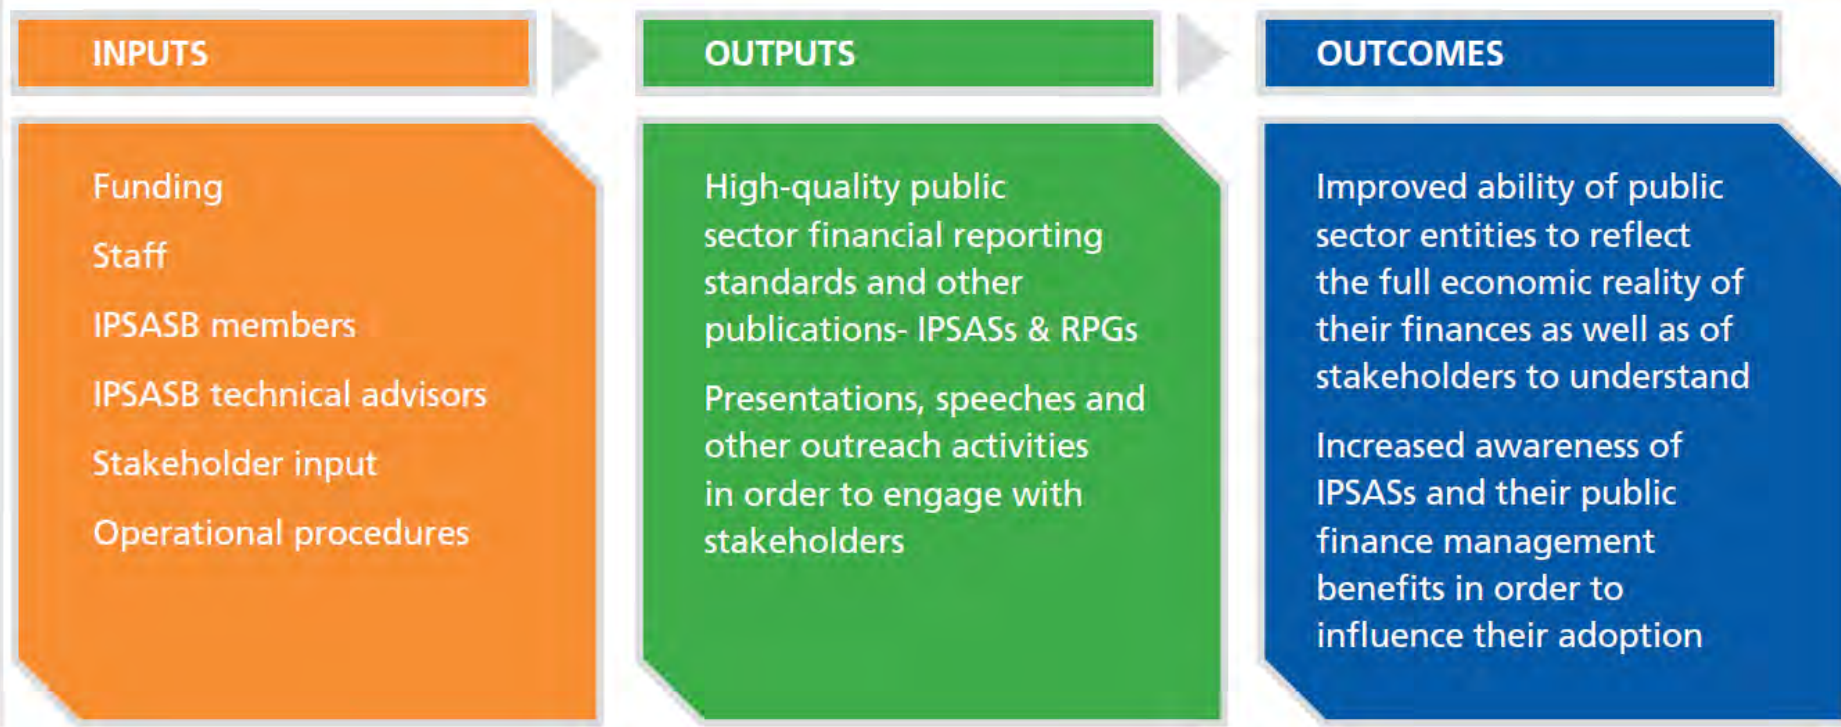 INPUTS
Funding
Staff
IPSASB members
IPSASB technical advisors
Stakeholder input
Operational procedures
OUTPUTS
High-quality public
sector financial reporting
standards and other
publications- IPSASs & RPGs
Presentations, speeches and
other outreach activities
in order to engage with
stakeholders
OUTCOMES
Improved ability of public
sector entities to reflect
the full economic reality of
their finances as well as of
stakeholders to understand
Increased awareness of
IPSASs and their public
finance management
benefits in order to
influence their adoption